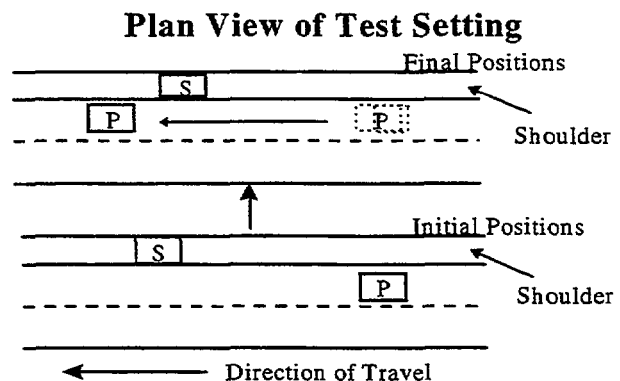 Plan View of Test Setting
Final Positions
S
P
P
Shoulder
Initial Positions
S
P
Shoulder
Direction of Travel